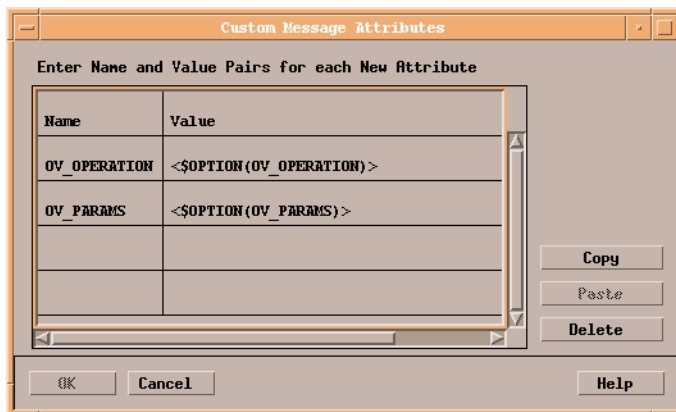 Custom Message Attributes
Enter Name and Value Pairs for each New Attribute
Name Value
OV_OPERATION <$OPTION(OV_OPERATION)>
OV_PARAMS <$OPTION(OV_PARAMS)>
Copy
Paste
Delete
OK Cancel Help